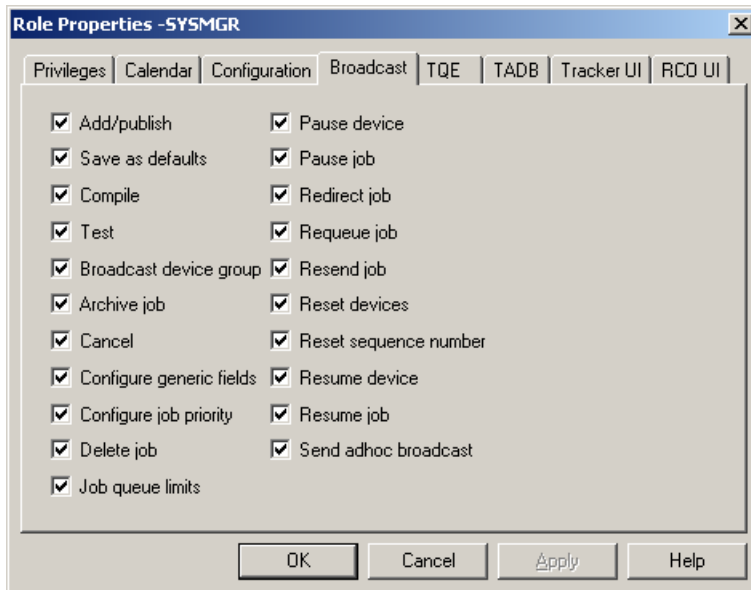 Role Properties -SYSMGR
Privileges Calendar Configuration Broadcast TQE TADB Tracker UI RCO UI
Add/publish
Save as defaults
Compile
Test
Broadcast device group
Archive job
Cancel
Configure generic fields
Configure job priority
Delete job
Job queue limits
Pause device
Pause job
Redirect job
Requeue job
Resend job
Reset devices
Reset sequence number
Resume device
Resume job
Send adhoc broadcast
OK Cancel Apply Help